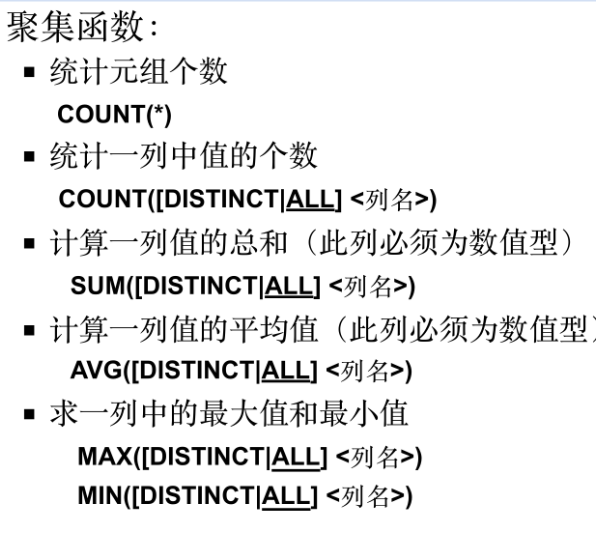 聚集函数：
▪ 统计元组个数
COUNT(*)
▪ 统计一列中值的个数
COUNT([DISTINCT|ALL] <列名>)
▪ 计算一列值的总和（此列必须为数值型）
SUM([DISTINCT|ALL] <列名>)
▪ 计算一列值的平均值（此列必须为数值型）
AVG([DISTINCT|ALL] <列名>)
▪ 求一列中的最大值和最小值
MAX([DISTINCT|ALL] <列名>)
MIN([DISTINCT|ALL] <列名>)